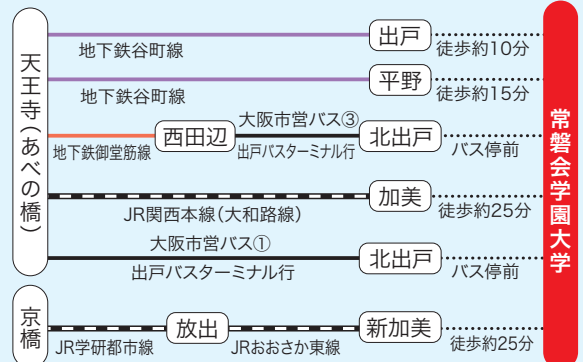 天王寺(あべの橋)
地下鉄谷町線
出戸
徒歩約10分
地下鉄谷町線
平野
徒歩約15分
地下鉄御堂筋線
西田辺
大阪市営バス③
出戸バスターミナル行
北出戸
バス停前
JR関西本線(大和路線)
加美
徒歩約25分
大阪市営バス①
出戸バスターミナル行
北出戸
バス停前
京橋
JR学研都市線
放出
JRおおさか東線
新加美
徒歩約25分
常磐会学園大学